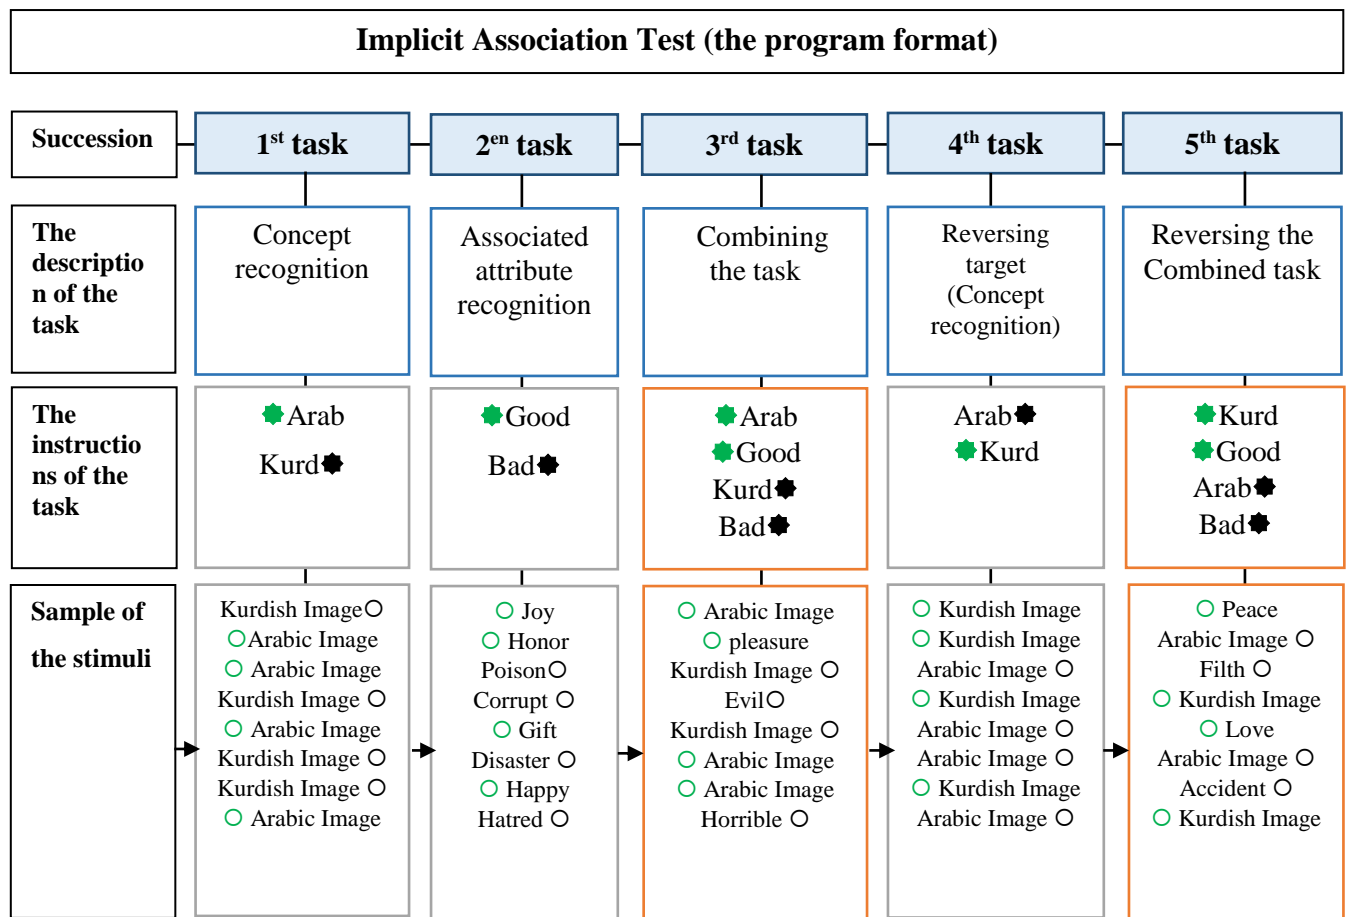 Implicit Association Test (the program format)
Succession
1st task
2en task
3rd task
4th task
5th task
The
descriptio
n of the
task
Concept
recognition
Associated
attribute
recognition
Combining
the task
Reversing
target
(Concept
recognition)
Reversing the
Combined task
The
instructio
ns of the
task
Arab
Kurd
Good
Bad
Arab
Good
Kurd
Bad
Arab
Kurd
Kurd
Good
Arab
Bad
Sample of
the stimuli
Kurdish Image
Arabic Image
Arabic Image
Kurdish Image
Arabic Image
Kurdish Image
Kurdish Image
Arabic Image
Joy
Honor
Poison
Corrupt
Gift
Disaster
Happy
Hatred
Arabic Image
pleasure
Kurdish Image
Evil
Kurdish Image
Arabic Image
Arabic Image
Horrible
Kurdish Image
Kurdish Image
Arabic Image
Kurdish Image
Arabic Image
Arabic Image
Kurdish Image
Arabic Image
Peace
Arabic Image
Filth
Kurdish Image
Love
Arabic Image
Accident
Kurdish Image